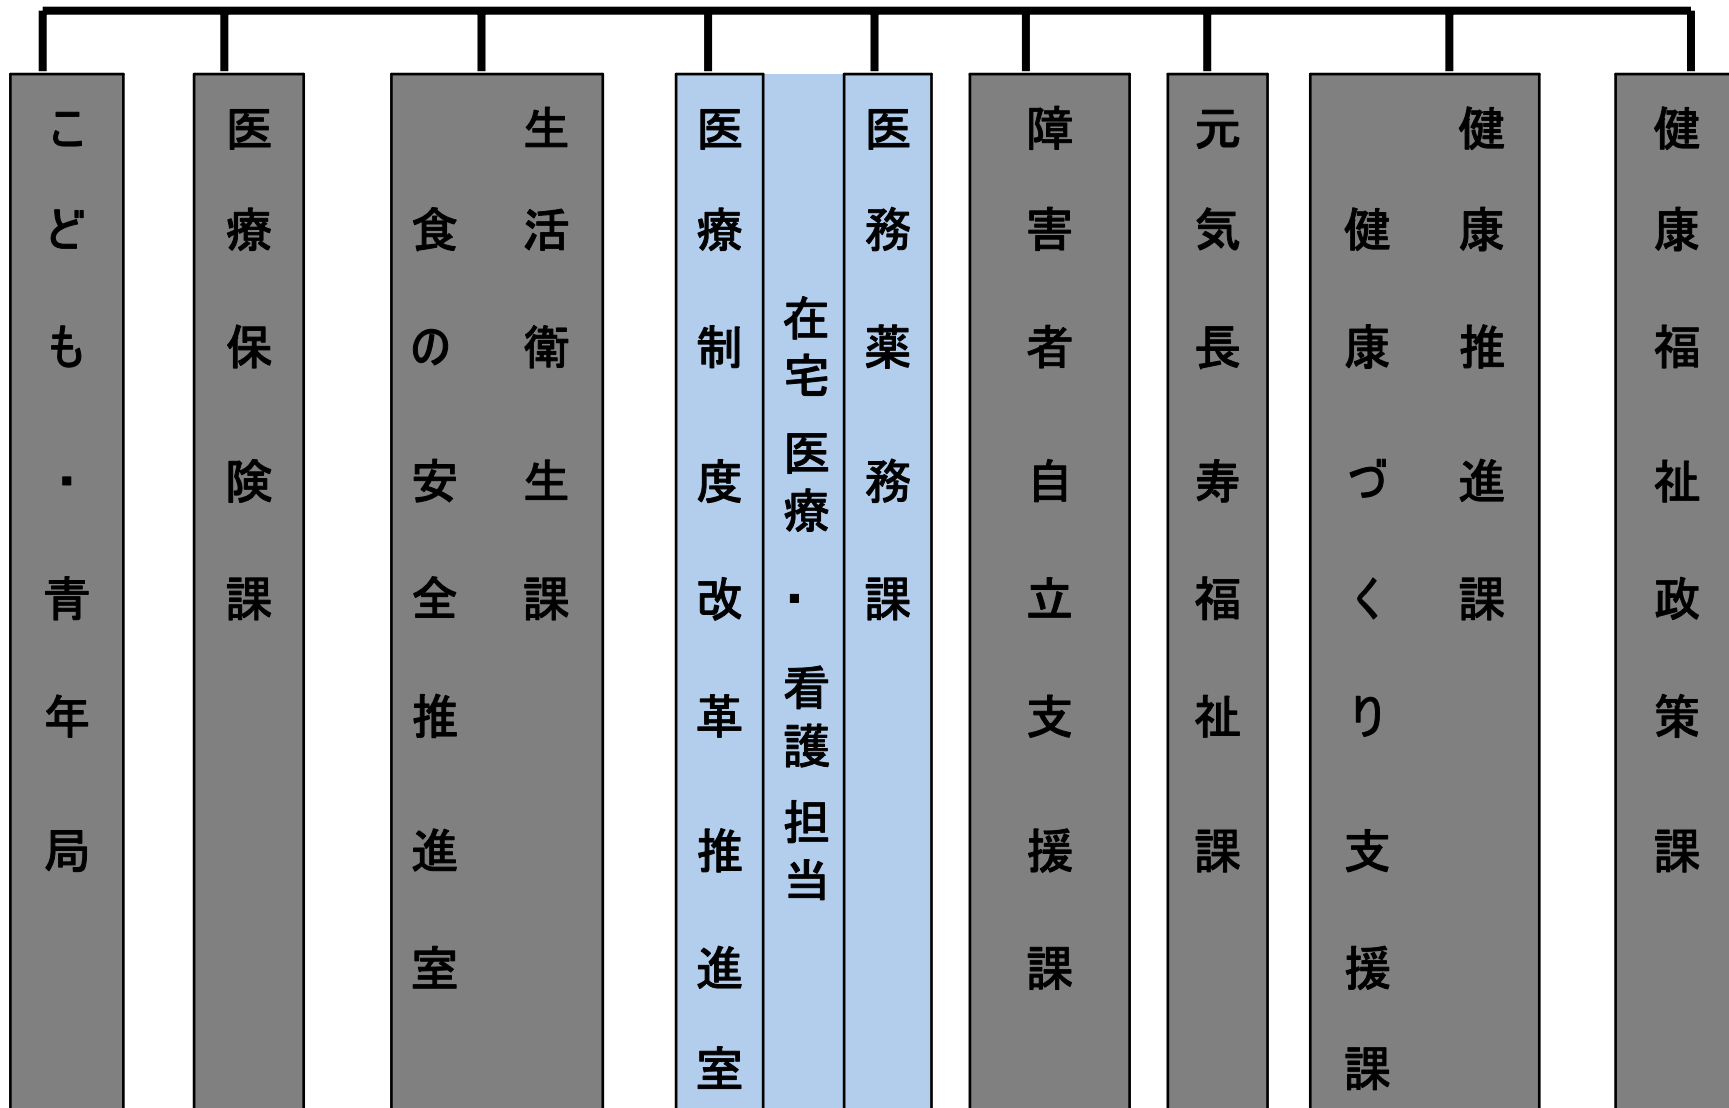 健康福祉政策課
健康推進課
健康づくり支援課
元気長寿福祉課
障害者自立支援課
医務薬務課
在宅医療・看護担当
医療制度改革推進室
生活衛生課
食の安全推進室
医療保険課
こども・青年局